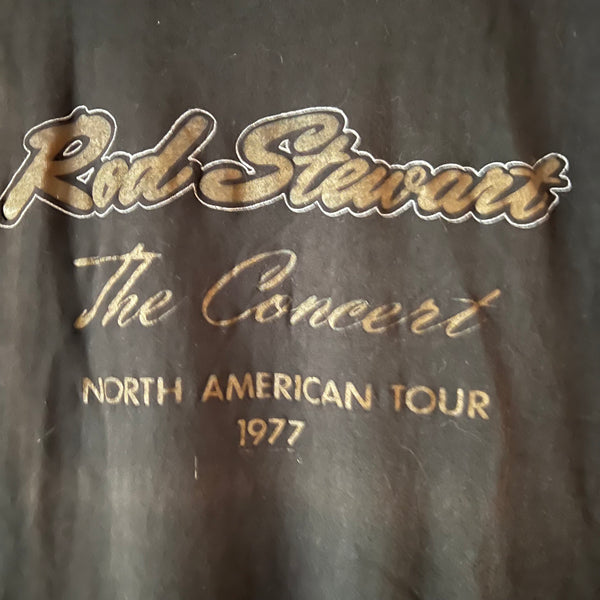 Rod Stewart
The Concert
NORTH AMERICAN TOUR
1977